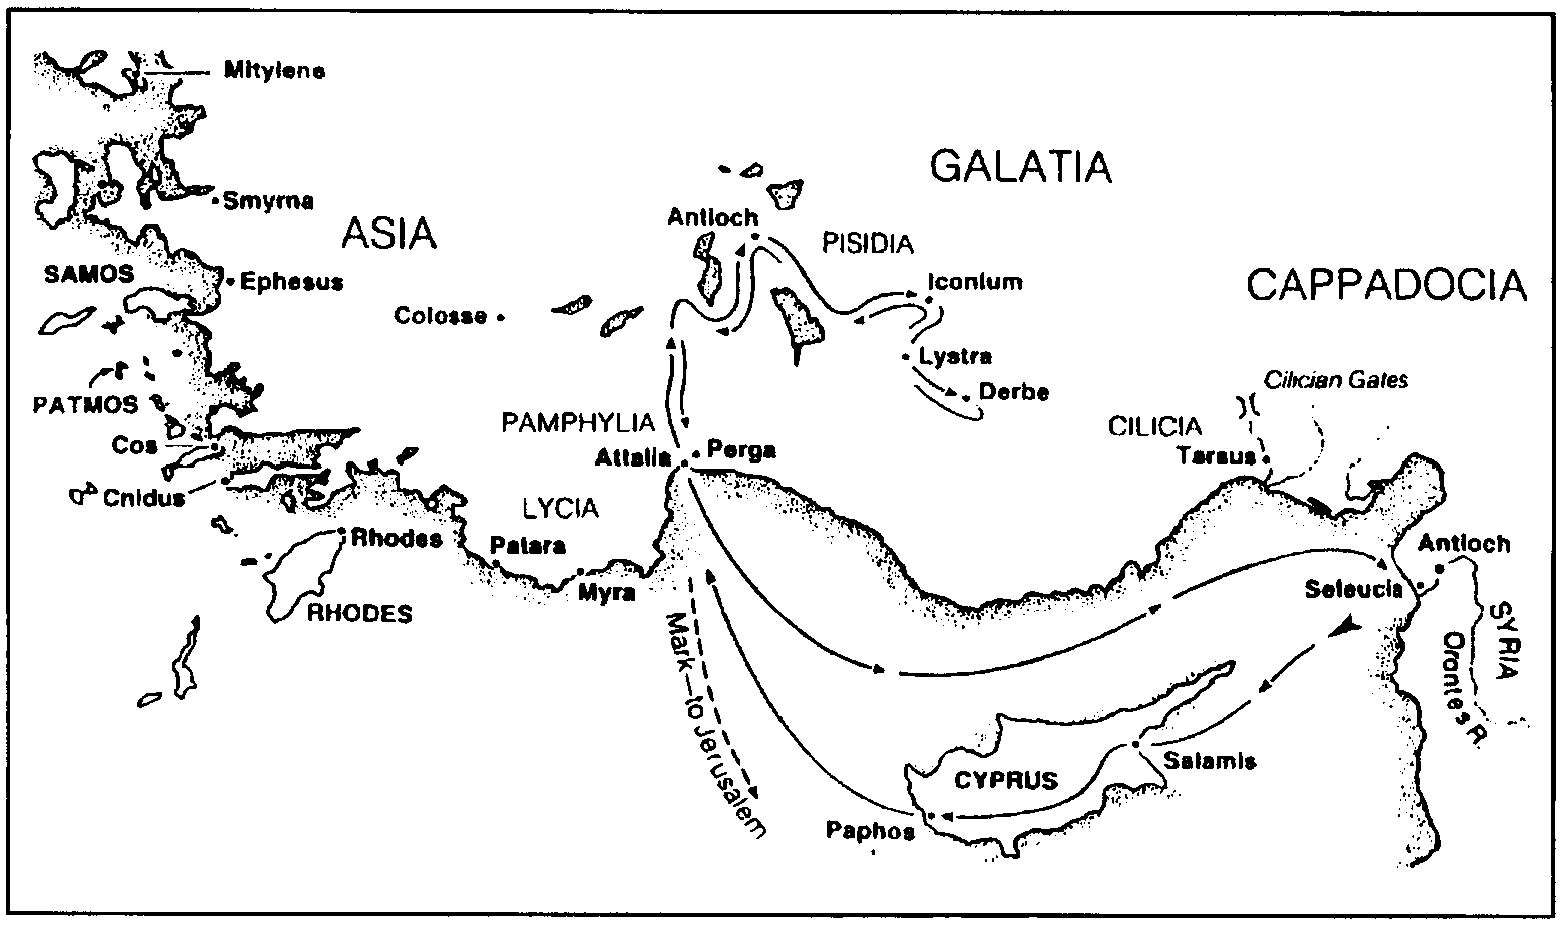 Mitylene
GALATIA
Smyrna
Antioch
ASIA
PISIDIA
SAMOS
Ephesus
Iconium
CAPPADOCIA
Colosse
Lystra
PATMOS
Derbe
Cilician Gates
PAMPHYLIA
CILICIA
Cos
Attalia
Perga
Tarsus
Cnidus
LYCIA
Rhodes
Patara
Antioch
Myra
Seleucia
RHODES
SYRIA
Mark—to Jerusalem
Orontes R.
Salamis
CYPRUS
Paphos